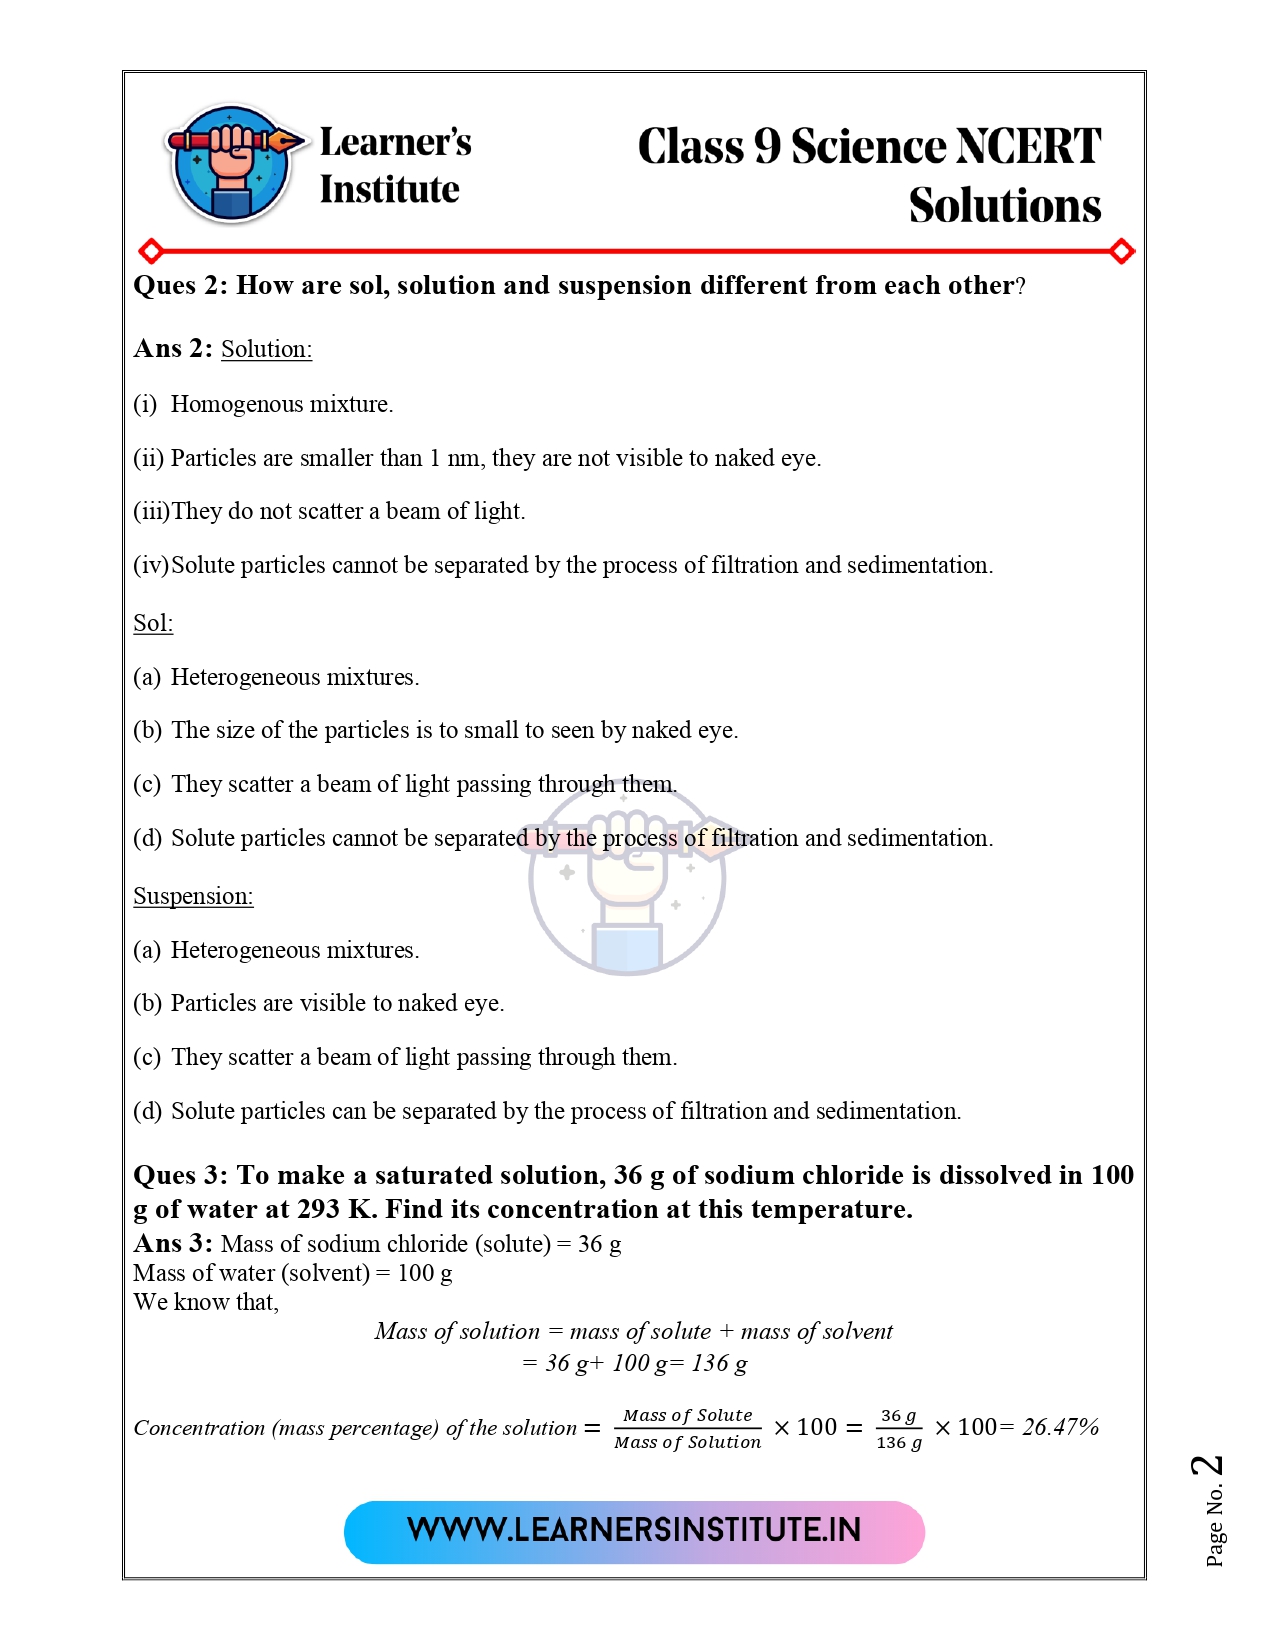 Learner's
Institute
Class 9 Science NCERT
Solutions
Ques 2: How are sol, solution and suspension different from each other?
Ans 2: Solution:
(i) Homogenous mixture.
(ii) Particles are smaller than 1 nm, they are not visible to naked eye.
(iii)They do not scatter a beam of light.
(iv)Solute particles cannot be separated by the process of filtration and sedimentation.
Sol:
(a) Heterogeneous mixtures.
(b) The size of the particles is to small to seen by naked eye.
(c) They scatter a beam of light passing through them.
(d) Solute particles cannot be separated by the process of filtration and sedimentation.
Suspension:
(a) Heterogeneous mixtures.
(b) Particles are visible to naked eye.
(c) They scatter a beam of light passing through them.
(d) Solute particles can be separated by the process of filtration and sedimentation.
Ques 3: To make a saturated solution, 36 g of sodium chloride is dissolved in 100
g of water at 293 K. Find its concentration at this temperature.
Ans 3: Mass of sodium chloride (solute) = 36 g
Mass of water (solvent) = 100 g
We know that,
Mass of solution = mass of solute + mass of solvent
= 36 g+ 100 g= 136 g
Concentration (mass percentage) of the solution = Mass of Solute / Mass of Solution × 100 = 36 g / 136 g × 100= 26.47%
WWW.LEARNERSINSTITUTE.IN
Page No. 2